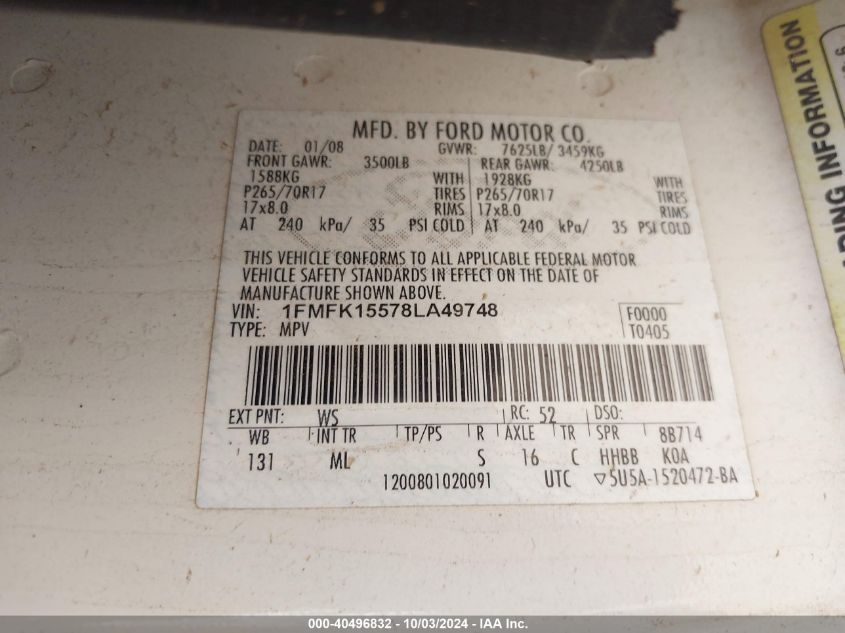 MFD. BY FORD MOTOR CO.
DATE: 01/08 GVWR: 7625LB/ 3459KG
FRONT GAWR: 3500LB REAR GAWR: 4250LB
1588KG WITH 1928KG WITH
P265/70R17 TIRES P265/70R17 TIRES
17x8.0 RIMS 17x8.0 RIMS
AT 240 kPa/ 35 PSI COLD AT 240 kPa/ 35 PSI COLD
THIS VEHICLE CONFORMS TO ALL APPLICABLE FEDERAL MOTOR
VEHICLE SAFETY STANDARDS IN EFFECT ON THE DATE OF
MANUFACTURE SHOWN ABOVE.
VIN: 1FMFK15578LA49748 F0000
TYPE: MPV T0405
EXT PNT: WS RC: 52 DSO:
WB INT TR TP/PS R AXLE TR SPR 8B714
131 ML S 16 C HHBB KOA
1200801020091 UTC ▽5U5A-1520472-BA
ADING INFORMATION
000-40496832 - 10/03/2024 - IAA Inc.